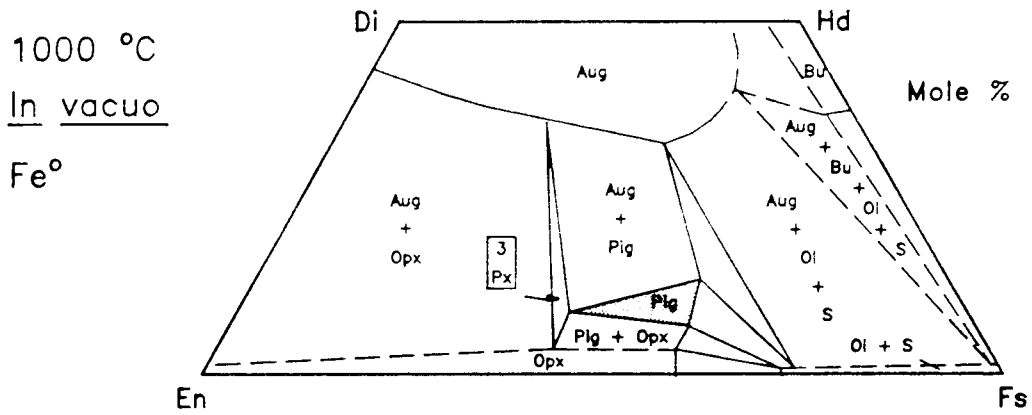 Di
Hd
1000 °C
In vacuo
Fe°
Aug
Bu
Mole %
Aug
+
Bu
+
Ol
+
S
Aug
+
Opx
Aug
+
Pig
Aug
+
Ol
+
S
3
Px
Pig
Pig + Opx
Opx
Ol + S
En
Fs